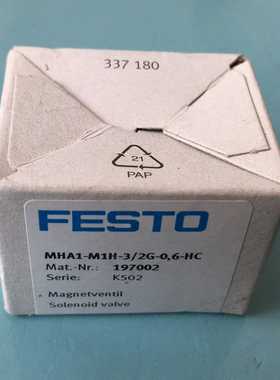 337 180
21
PAP
FESTO
MHA1-M1H-3/2G-0,6-HC
Mat.-Nr.: 197002
Serie: K502
Magnetventil
Solenoid valve